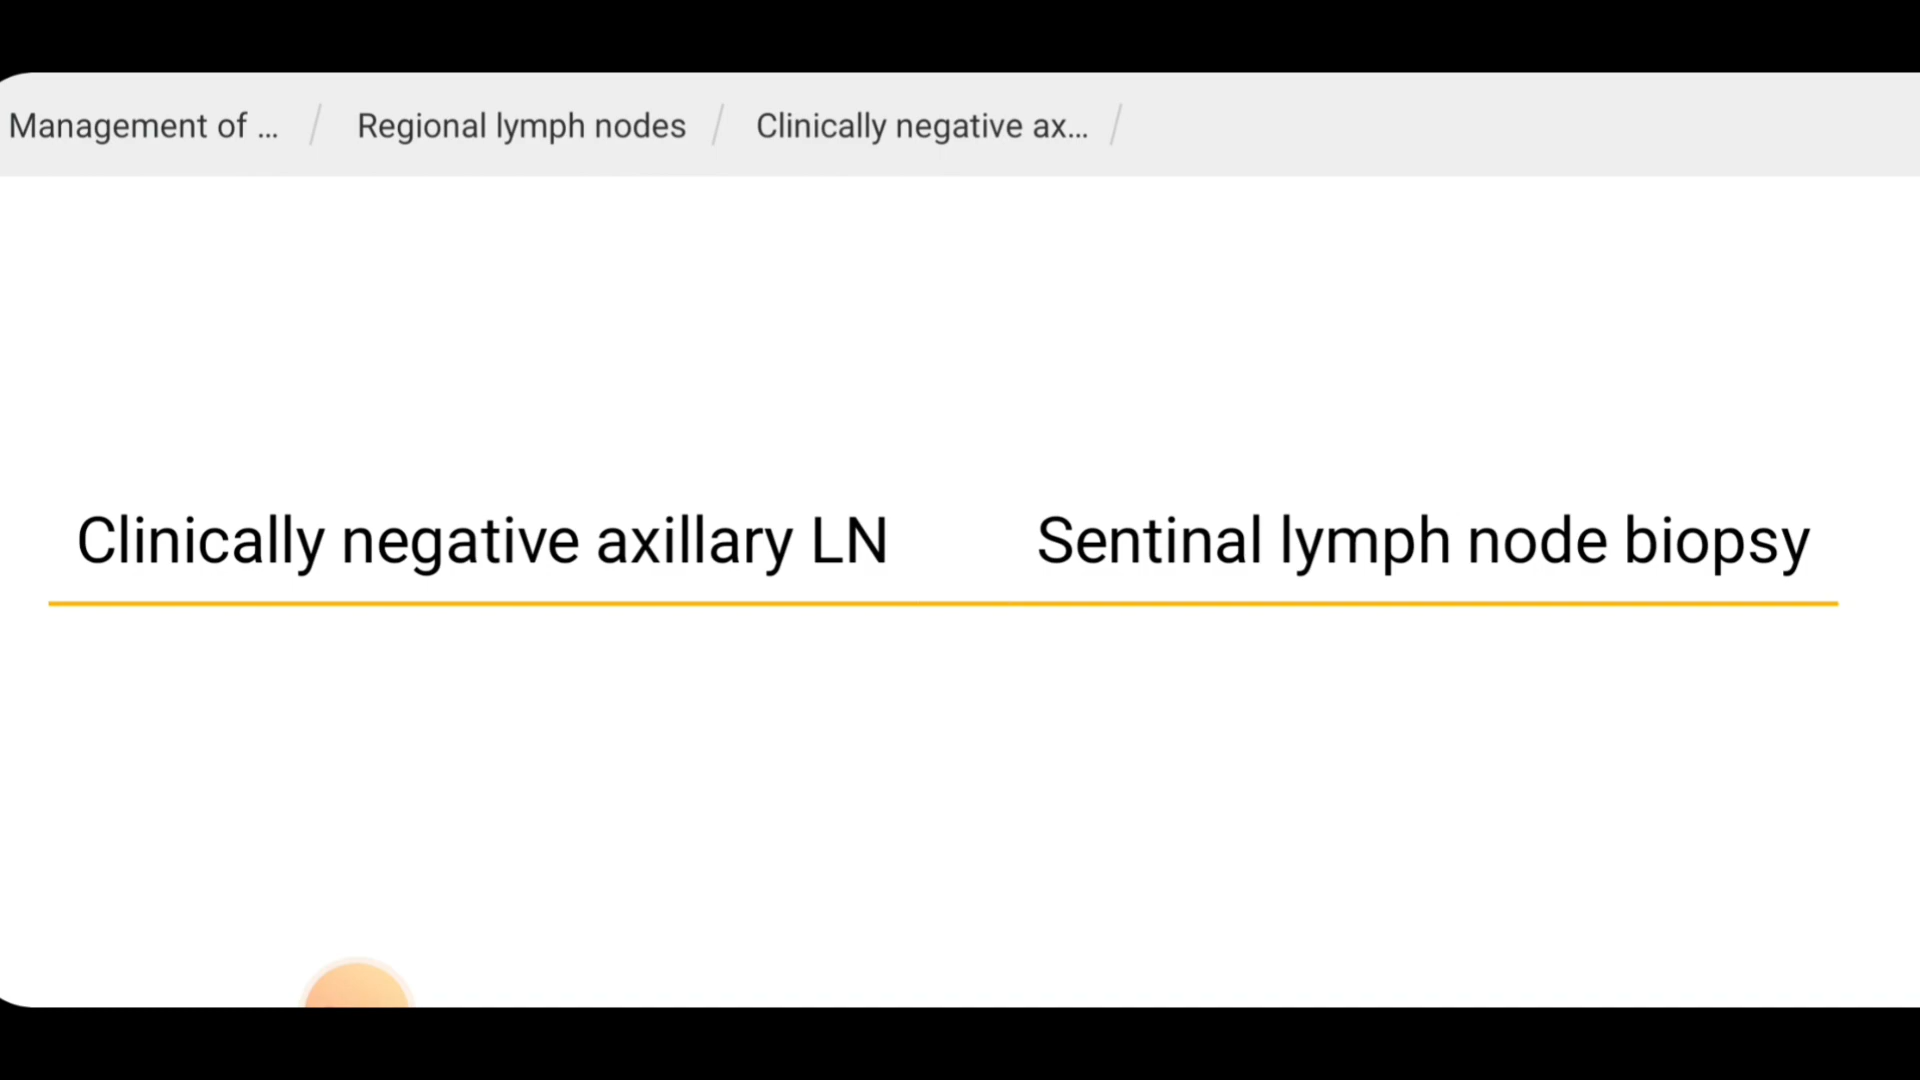 Management of ... / Regional lymph nodes / Clinically negative ax... /
Clinically negative axillary LN Sentinal lymph node biopsy